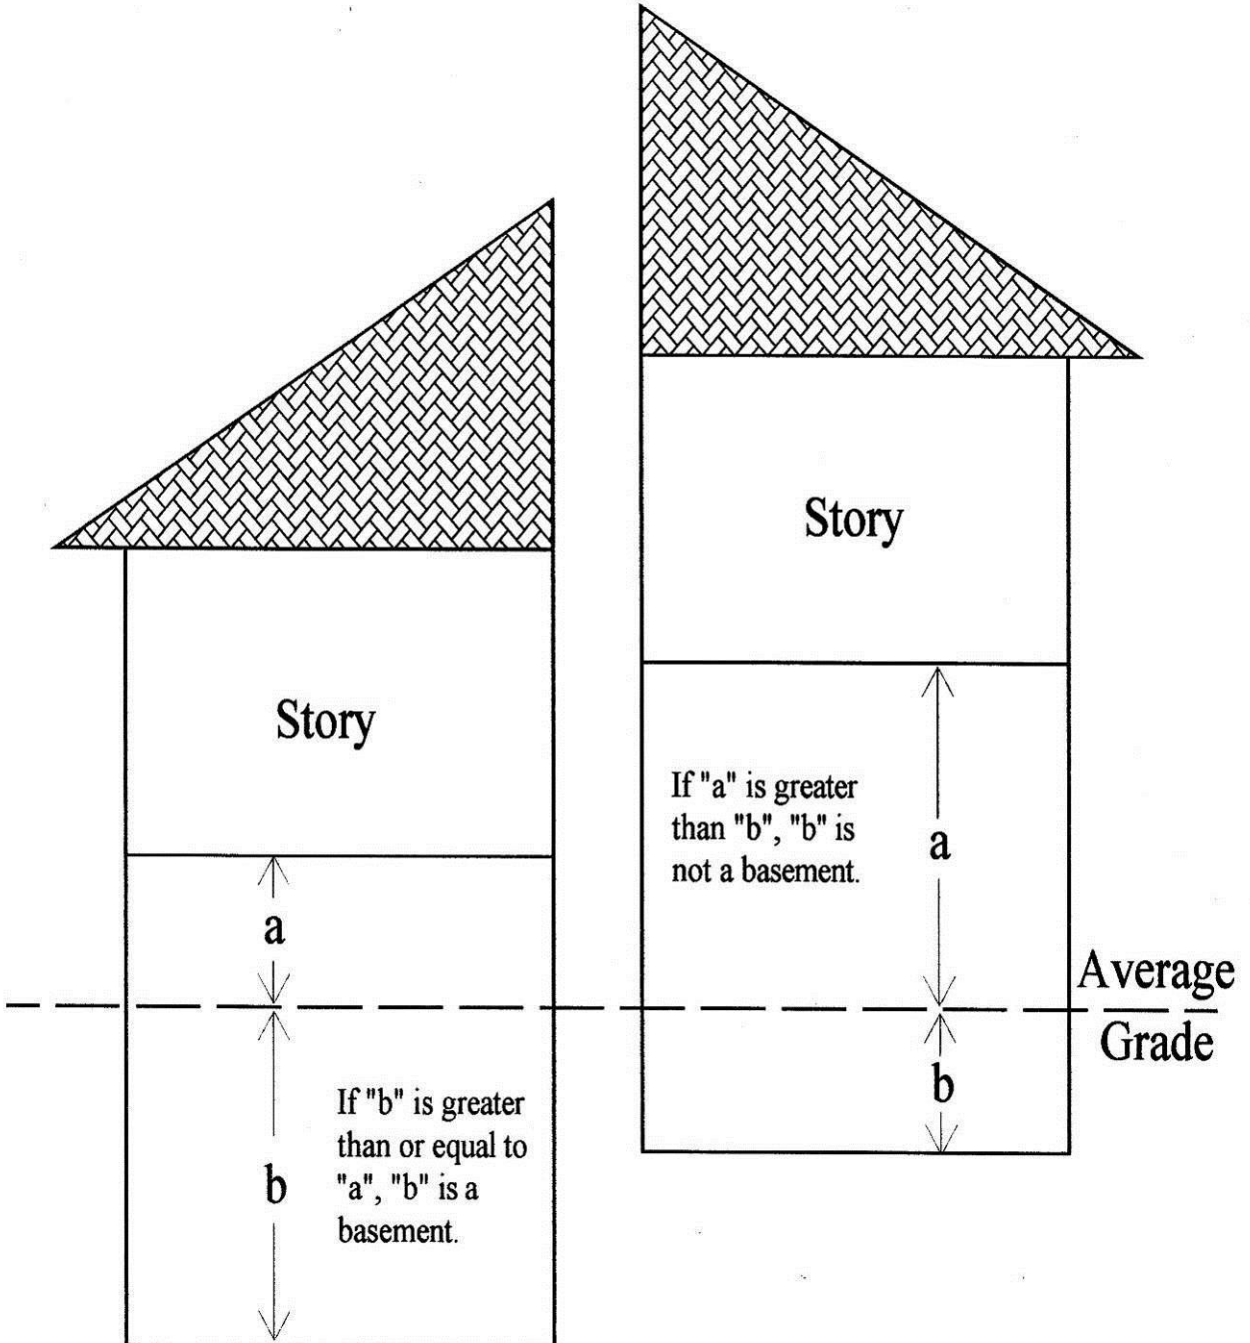 Story
a
b
If "b" is greater
than or equal to
"a", "b" is a
basement.
Story
If "a" is greater
than "b", "b" is
not a basement.
a
b
Average
Grade